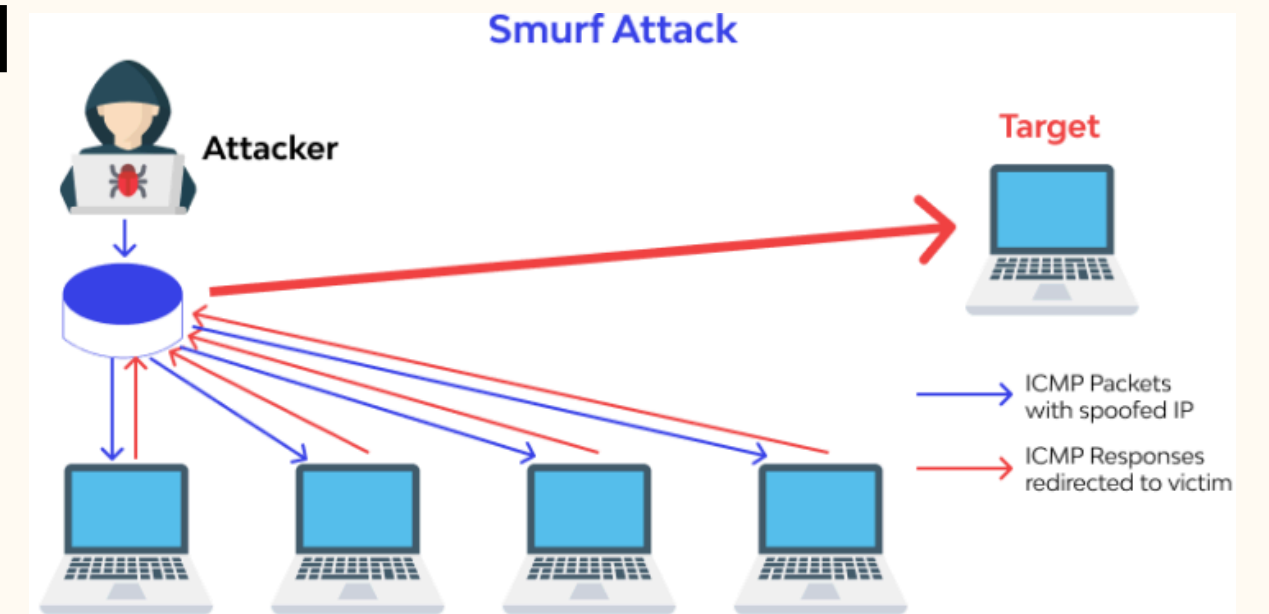 Smurf Attack
Attacker
Target
ICMP Packets
with spoofed IP
ICMP Responses
redirected to victim